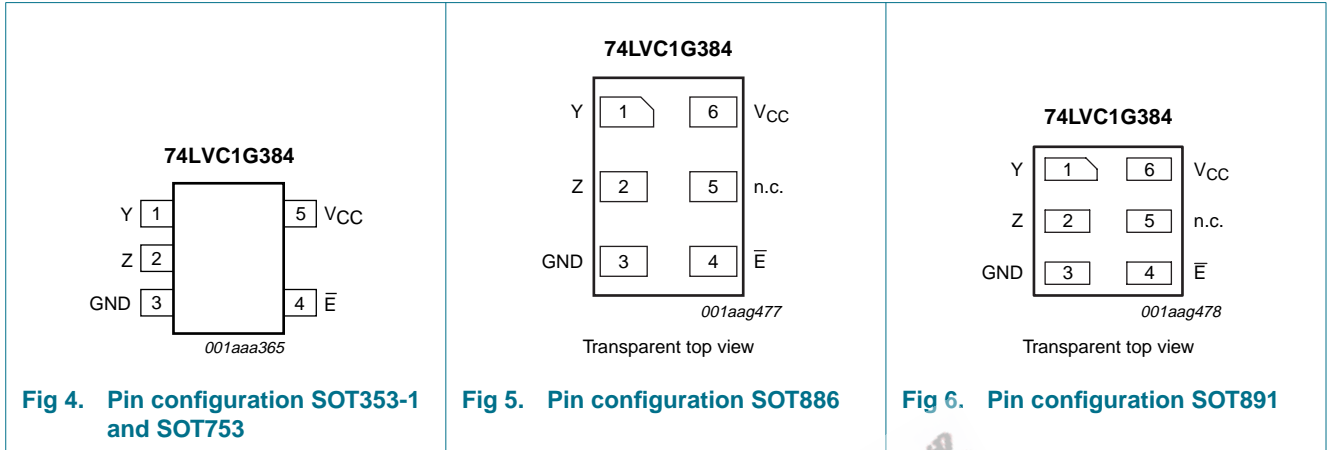 74LVC1G384
Y 1
5 VCC
Z 2
GND 3
4 E̅
001aaa365
Fig 4. Pin configuration SOT353-1
and SOT753
74LVC1G384
Y 1
6 VCC
Z 2
5 n.c.
GND 3
4 E̅
001aag477
Transparent top view
Fig 5. Pin configuration SOT886
74LVC1G384
Y 1
6 VCC
Z 2
5 n.c.
GND 3
4 E̅
001aag478
Transparent top view
Fig 6. Pin configuration SOT891